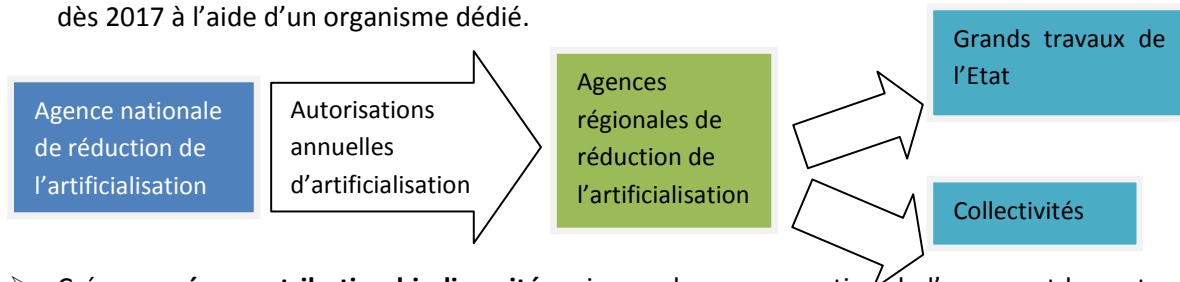 dès 2017 à l’aide d’un organisme dédié.
Agence nationale
de réduction de
l’artificialisation
Autorisations
annuelles
d’artificialisation
Agences
régionales de
réduction de
l’artificialisation
Grands travaux de
l’Etat
Collectivités